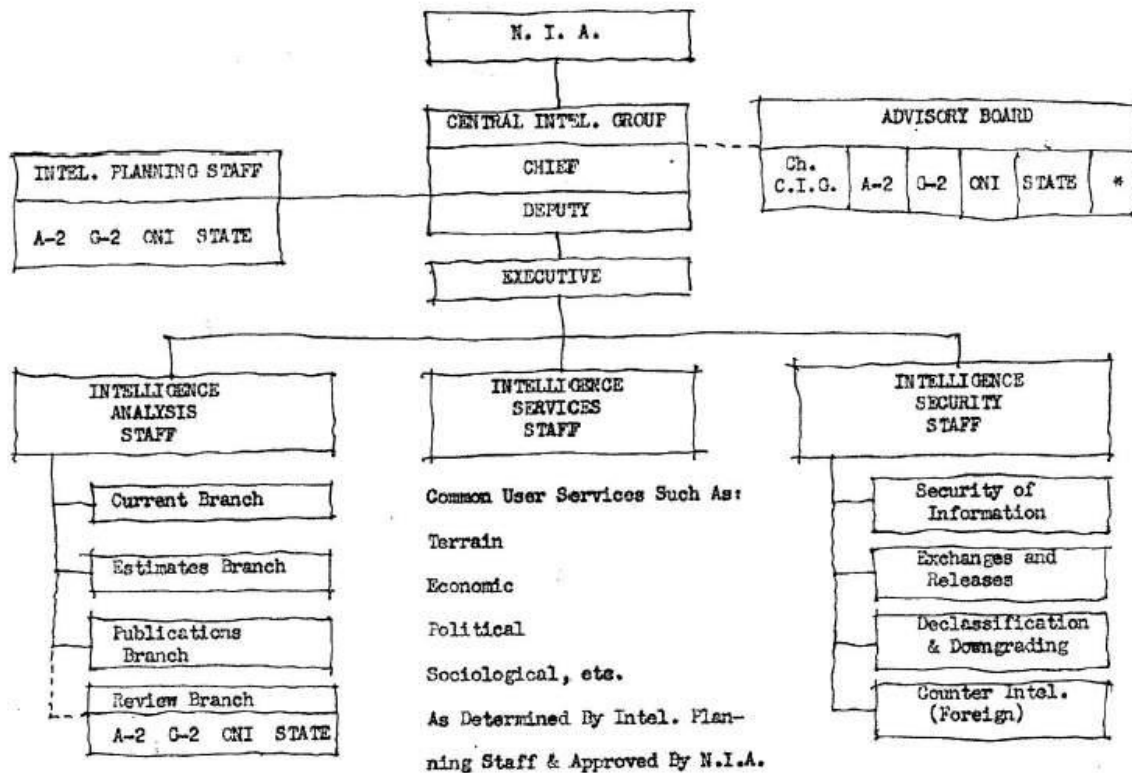 N. I. A.
CENTRAL INTEL. GROUP
CHIEF
DEPUTY
EXECUTIVE
ADVISORY BOARD
Ch.
C.I.G.
A-2
G-2
ONI
STATE
*
INTEL. PLANNING STAFF
A-2 G-2 ONI STATE
INTELLIGENCE
ANALYSIS
STAFF
Current Branch
Estimates Branch
Publications
Branch
Review Branch
A-2 G-2 ONI STATE
INTELLIGENCE
SERVICES
STAFF
Common User Services Such As:
Terrain
Economic
Political
Sociological, etc.
As Determined By Intel. Plan-
ning Staff & Approved By N.I.A.
INTELLIGENCE
SECURITY
STAFF
Security of
Information
Exchanges and
Releases
Declassification
& Downgrading
Counter Intel.
(Foreign)